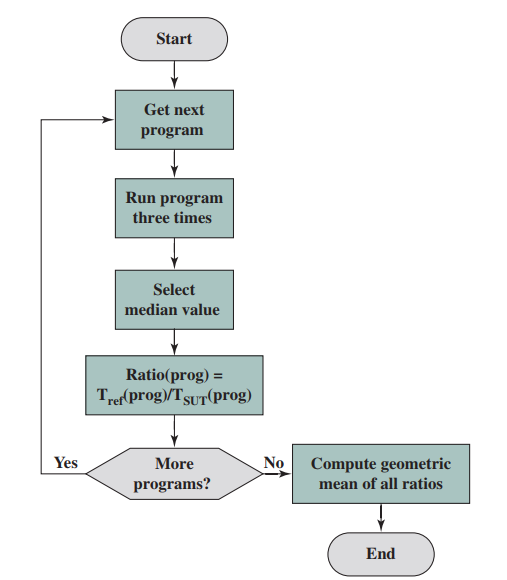 Start
Get next
program
Run program
three times
Select
median value
Ratio(prog) =
Tref(prog)/TSUT(prog)
More
programs?
Yes
No
Compute geometric
mean of all ratios
End